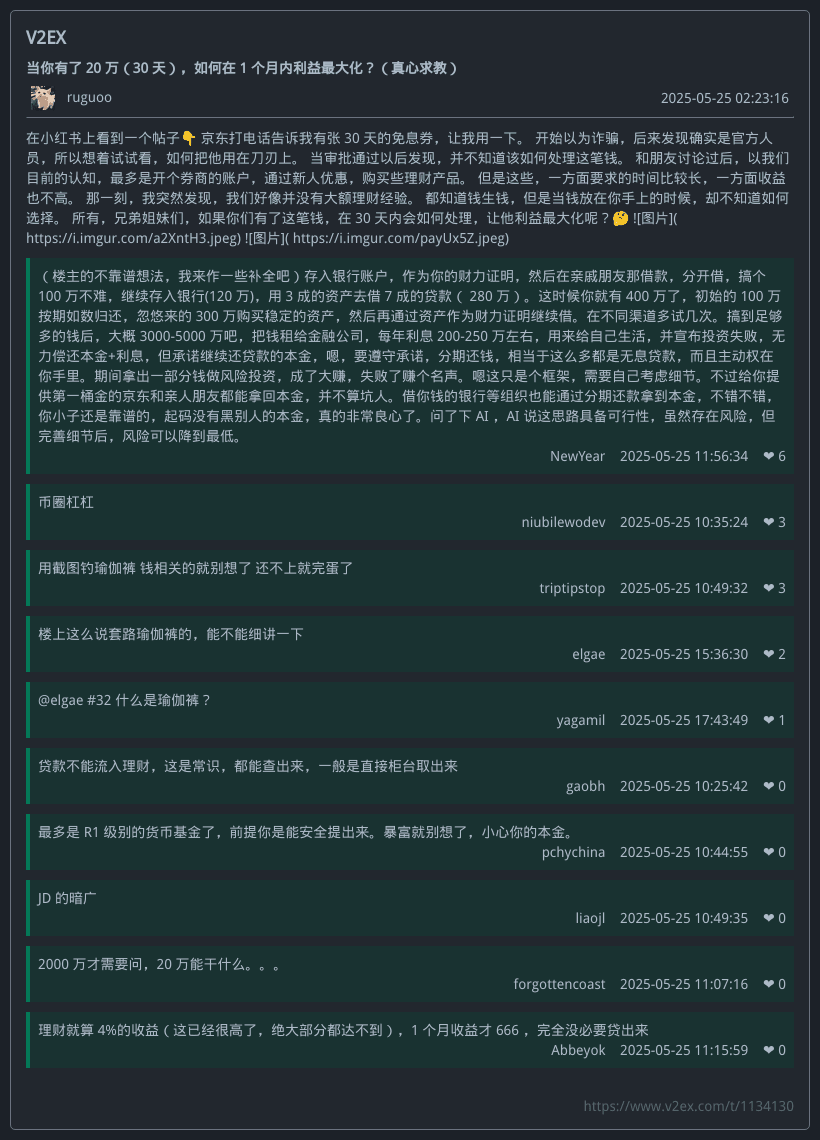 V2EX
当你有了 20 万（30 天），如何在 1 个月内利益最大化？（真心求教）
ruguoo
2025-05-25 02:23:16
在小红书上看到一个帖子👇 京东打电话告诉我有张 30 天的免息券，让我用一下。 开始以为诈骗，后来发现确实是官方人
员，所以想着试试看，如何把他用在刀刃上。 当审批通过以后发现，并不知道该如何处理这笔钱。 和朋友讨论过后，以我们
目前的认知，最多是开个券商的账户，通过新人优惠，购买些理财产品。 但是这些，一方面要求的时间比较长，一方面收益
也不高。 那一刻，我突然发现，我们好像并没有大额理财经验。 都知道钱生钱，但是当钱放在你手上的时候，却不知道如何
选择。 所有，兄弟姐妹们，如果你们有了这笔钱，在 30 天内会如何处理，让他利益最大化呢？🤔 ![图片](
https://i.imgur.com/a2XntH3.jpeg) ![图片]( https://i.imgur.com/payUx5Z.jpeg)
（楼主的不靠谱想法，我来作一些补全吧）存入银行账户，作为你的财力证明，然后在亲戚朋友那借款，分开借，搞个
100 万不难，继续存入银行(120 万)，用 3 成的资产去借 7 成的贷款（ 280 万）。这时候你就有 400 万了，初始的 100 万
按期如数归还，忽悠来的 300 万购买稳定的资产，然后再通过资产作为财力证明继续借。在不同渠道多试几次。搞到足够
多的钱后，大概 3000-5000 万吧，把钱租给金融公司，每年利息 200-250 万左右，用来给自己生活，并宣布投资失败，无
力偿还本金+利息，但承诺继续还贷款的本金，嗯，要遵守承诺，分期还钱，相当于这么多都是无息贷款，而且主动权在
你手里。期间拿出一部分钱做风险投资，成了大赚，失败了赚个名声。嗯这只是个框架，需要自己考虑细节。不过给你提
供第一桶金的京东和亲人朋友都能拿回本金，并不算坑人。借你钱的银行等组织也能通过分期还款拿到本金，不错不错，
你小子还是靠谱的，起码没有黑别人的本金，真的非常良心了。问了下 AI ，AI 说这思路具备可行性，虽然存在风险，但
完善细节后，风险可以降到最低。
NewYear 2025-05-25 11:56:34 ❤ 6
币圈杠杠
niubilewodev 2025-05-25 10:35:24 ❤ 3
用截图钓瑜伽裤 钱相关的就别想了 还不上就完蛋了
triptipstop 2025-05-25 10:49:32 ❤ 3
楼上这么说套路瑜伽裤的，能不能细讲一下
elgae 2025-05-25 15:36:30 ❤ 2
@elgae #32 什么是瑜伽裤？
yagamil 2025-05-25 17:43:49 ❤ 1
贷款不能流入理财，这是常识，都能查出来，一般是直接柜台取出来
gaobh 2025-05-25 10:25:42 ❤ 0
最多是 R1 级别的货币基金了，前提你是能安全提出来。暴富就别想了，小心你的本金。
pchychina 2025-05-25 10:44:55 ❤ 0
JD 的暗广
liaojl 2025-05-25 10:49:35 ❤ 0
2000 万才需要问，20 万能干什么。。。
forgottencoast 2025-05-25 11:07:16 ❤ 0
理财就算 4%的收益（这已经很高了，绝大部分都达不到），1 个月收益才 666 ，完全没必要贷出来
Abbeyok 2025-05-25 11:15:59 ❤ 0
https://www.v2ex.com/t/1134130